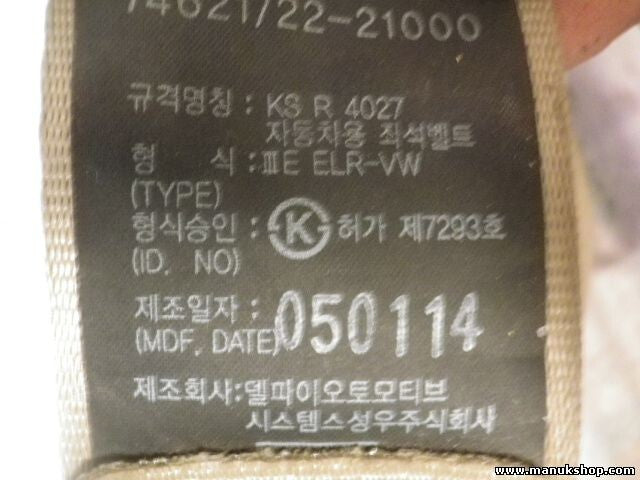 74621/22-21000
규격명칭 : KS R 4027
자동차용 좌석벨트
형 식 : ⅢE ELR-VW
(TYPE)
형식승인 : K 허가 제7293호
(ID. NO)
제조일자 : 050114
(MDF. DATE)
제조회사:델파이오토모티브
시스템스성우주식회사
www.manukshop.com